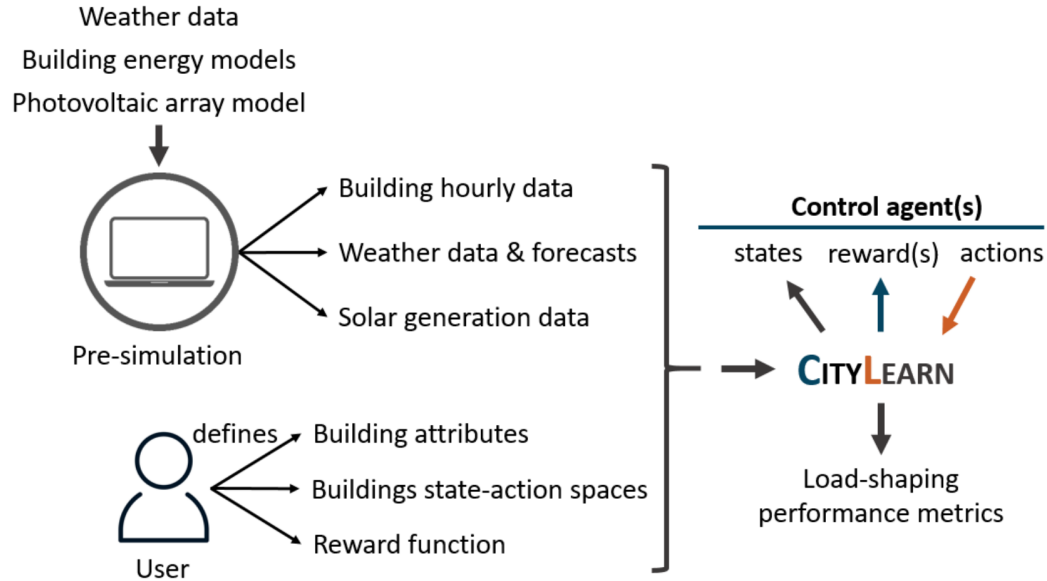 Weather data
Building energy models
Photovoltaic array model
Pre-simulation
Building hourly data
Weather data & forecasts
Solar generation data
User
defines
Building attributes
Buildings state-action spaces
Reward function
Control agent(s)
states reward(s) actions
CITYLEARN
Load-shaping
performance metrics